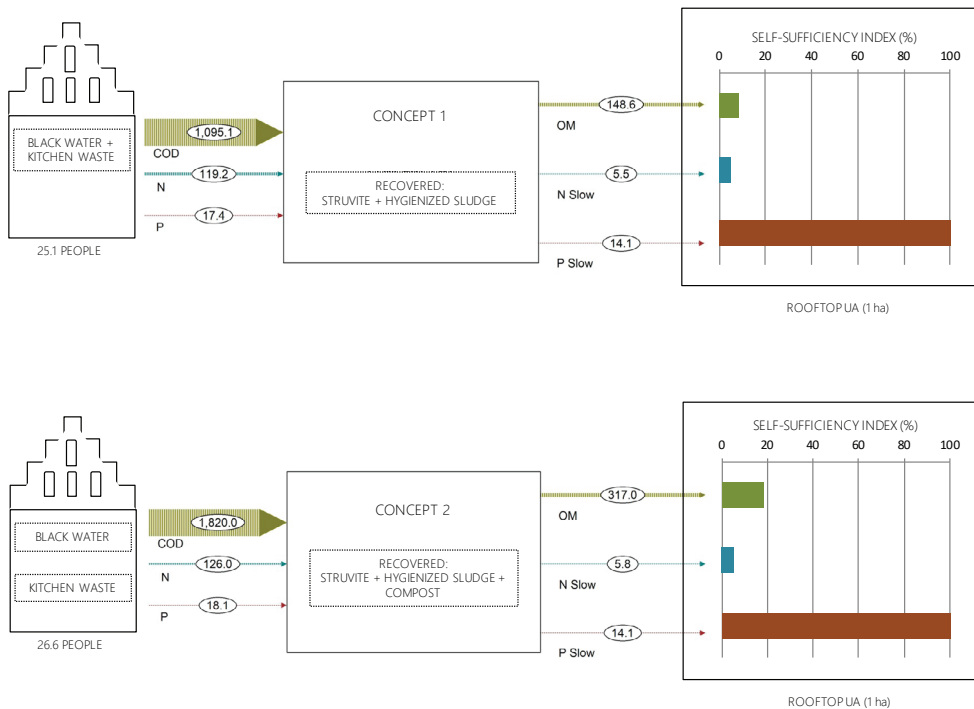 SELF-SUFFICIENCY INDEX (%)
0 20 40 60 80 100
BLACK WATER +
KITCHEN WASTE
25.1 PEOPLE
1,095.1
COD
119.2
N
17.4
P
CONCEPT 1
RECOVERED:
STRUVITE + HYGIENIZED SLUDGE
148.6
OM
5.5
N Slow
14.1
P Slow
ROOFTOP UA (1 ha)
SELF-SUFFICIENCY INDEX (%)
0 20 40 60 80 100
BLACK WATER
KITCHEN WASTE
26.6 PEOPLE
1,820.0
COD
126.0
N
18.1
P
CONCEPT 2
RECOVERED:
STRUVITE + HYGIENIZED SLUDGE +
COMPOST
317.0
OM
5.8
N Slow
14.1
P Slow
ROOFTOP UA (1 ha)